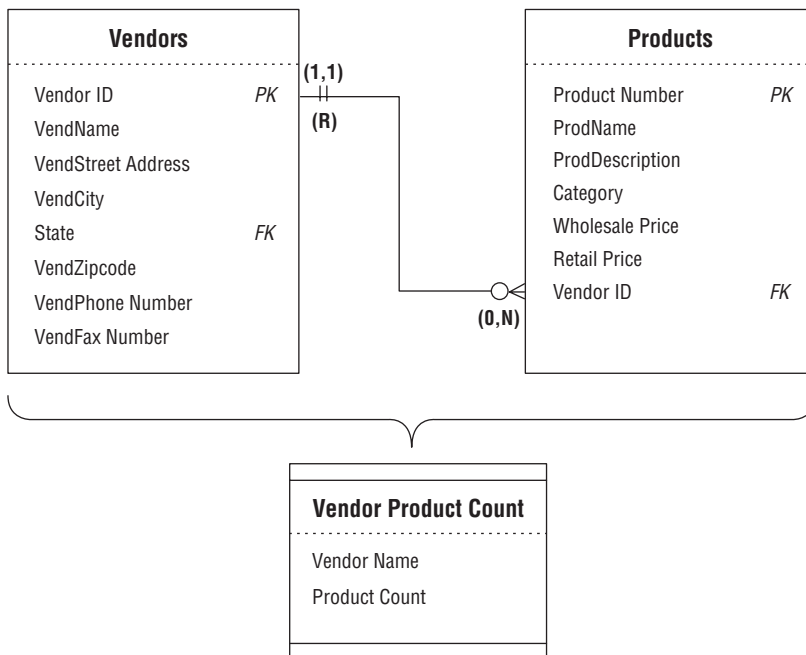 Vendors
Vendor ID PK
VendName
VendStreet Address
VendCity
State FK
VendZipcode
VendPhone Number
VendFax Number
(1,1)
(R)
(0,N)
Products
Product Number PK
ProdName
ProdDescription
Category
Wholesale Price
Retail Price
Vendor ID FK
Vendor Product Count
Vendor Name
Product Count